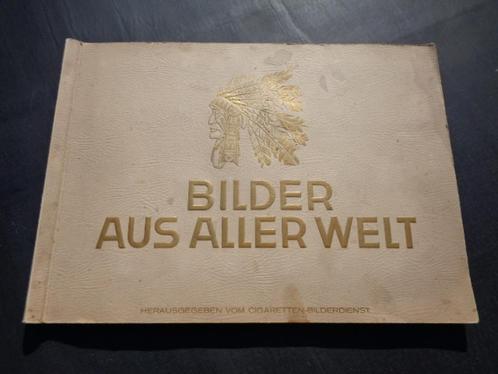 BILDER
AUS ALLER WELT
HERAUSGEGEBEN VOM CIGARETTEN-BILDERDIENST